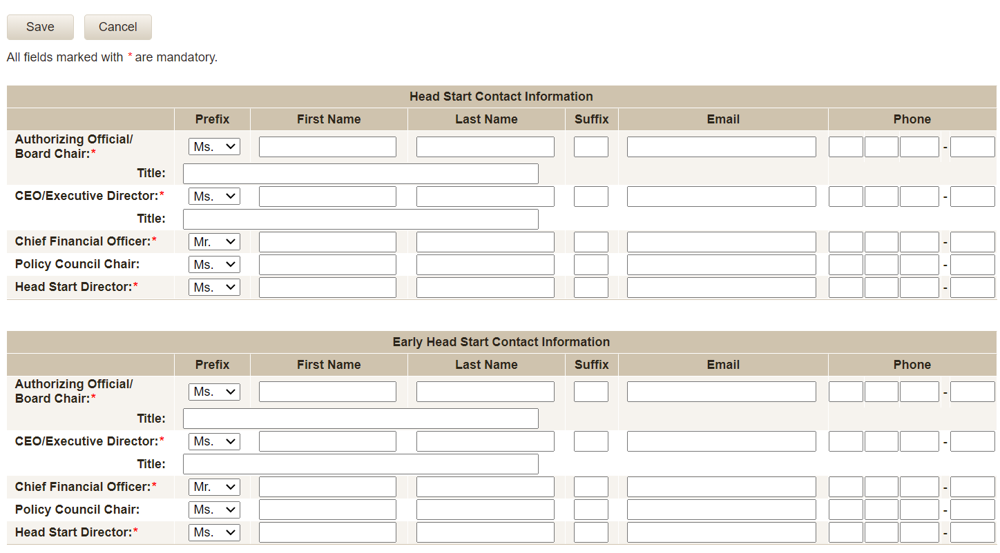 Save Cancel
All fields marked with * are mandatory.
Head Start Contact Information
Prefix First Name Last Name Suffix Email Phone
Authorizing Official/
Board Chair:* Ms. -
Title:
CEO/Executive Director:* Ms. -
Title:
Chief Financial Officer:* Mr. -
Policy Council Chair: Ms. -
Head Start Director:* Ms. -
Early Head Start Contact Information
Prefix First Name Last Name Suffix Email Phone
Authorizing Official/
Board Chair:* Ms. -
Title:
CEO/Executive Director:* Ms. -
Title:
Chief Financial Officer:* Mr. -
Policy Council Chair: Ms. -
Head Start Director:* Ms. -